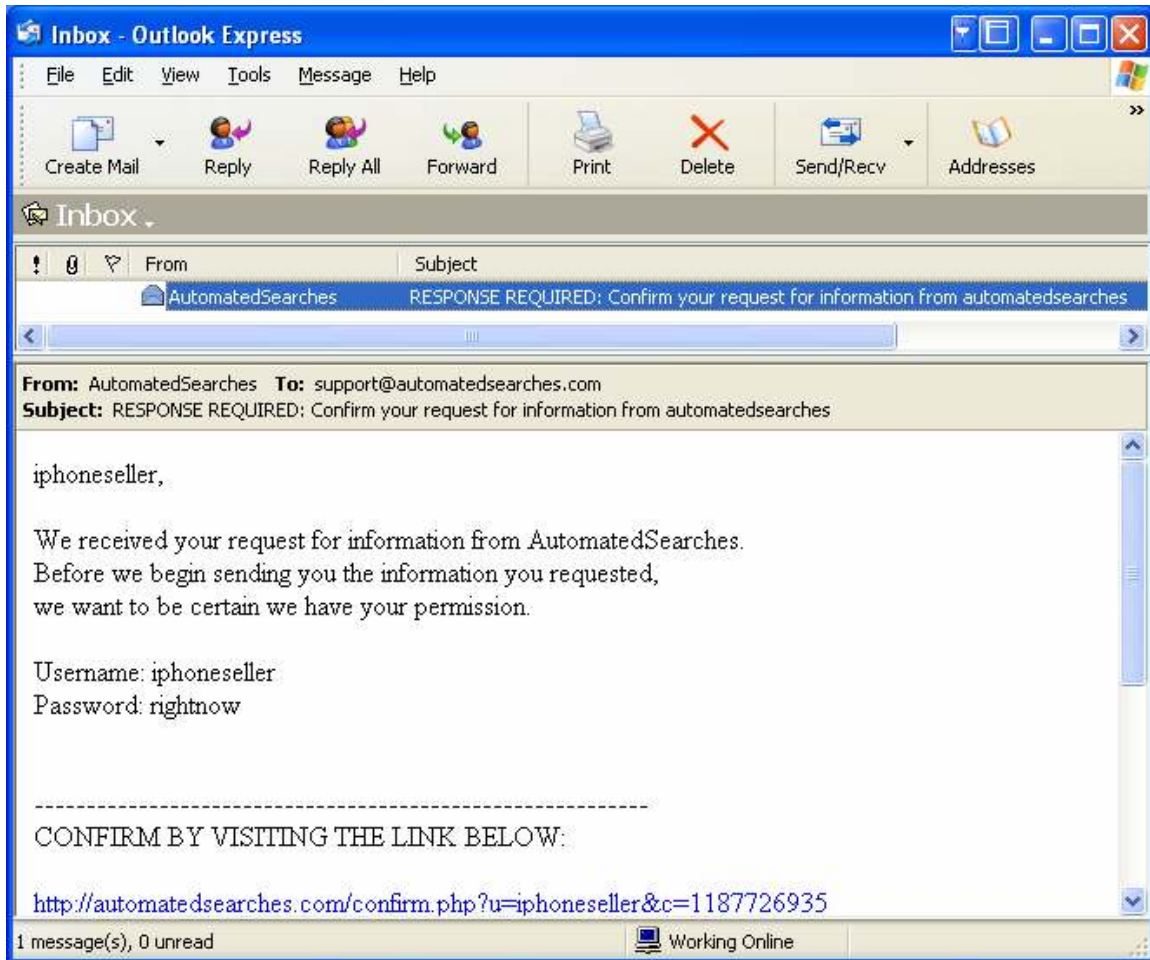 Inbox - Outlook Express
File Edit View Tools Message Help
Create Mail Reply Reply All Forward Print Delete Send/Recv Addresses
Inbox
From Subject
AutomatedSearches RESPONSE REQUIRED: Confirm your request for information from automatedsearches
From: AutomatedSearches To: support@automatedsearches.com
Subject: RESPONSE REQUIRED: Confirm your request for information from automatedsearches
iphoneseller,
We received your request for information from AutomatedSearches.
Before we begin sending you the information you requested,
we want to be certain we have your permission.
Username: iphoneseller
Password: rightnow
------------------------------------------------------------
CONFIRM BY VISITING THE LINK BELOW:
http://automatedsearches.com/confirm.php?u=iphoneseller&c=1187726935
1 message(s), 0 unread Working Online